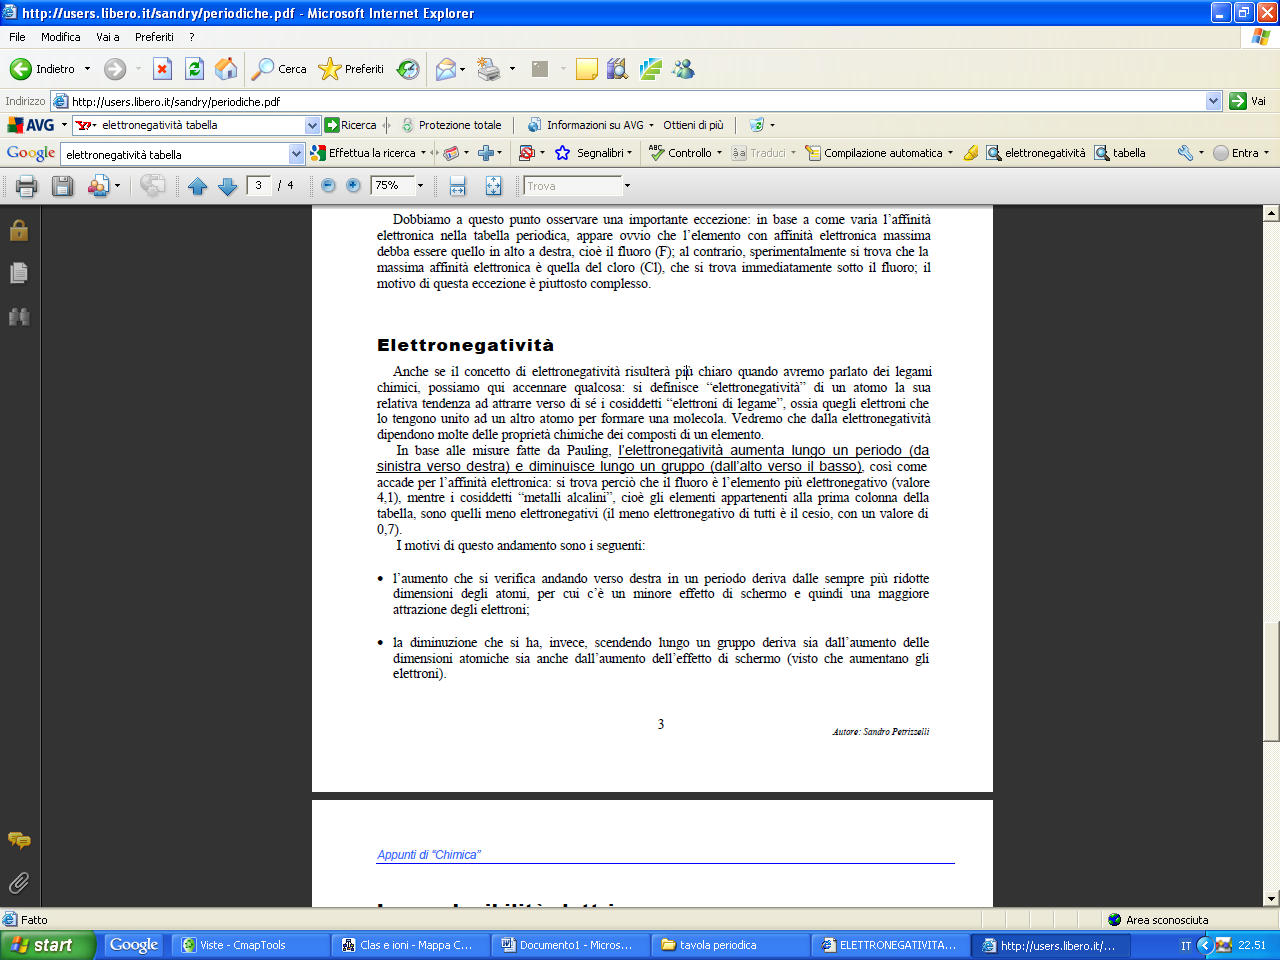 http://users.libero.it/sandry/periodiche.pdf - Microsoft Internet Explorer
File Modifica Vai a Preferiti ?
Indietro Cerca Preferiti
Indirizzo http://users.libero.it/sandry/periodiche.pdf Vai
AVG Y! elettronegatività tabella Ricerca Protezione totale Informazioni su AVG Ottieni di più
Google elettronegatività tabella Effettua la ricerca Segnalibri ABC Controllo Traduci Compilazione automatica elettronegatività tabella Entra
3 / 4 75% Trova
Dobbiamo a questo punto osservare una importante eccezione: in base a come varia l’affinità
elettronica nella tabella periodica, appare ovvio che l’elemento con affinità elettronica massima
debba essere quello in alto a destra, cioè il fluoro (F); al contrario, sperimentalmente si trova che la
massima affinità elettronica è quella del cloro (Cl), che si trova immediatamente sotto il fluoro; il
motivo di questa eccezione è piuttosto complesso.
Elettronegatività
Anche se il concetto di elettronegatività risulterà più chiaro quando avremo parlato dei legami
chimici, possiamo qui accennare qualcosa: si definisce “elettronegatività” di un atomo la sua
relativa tendenza ad attrarre verso di sé i cosiddetti “elettroni di legame”, ossia quegli elettroni che
lo tengono unito ad un altro atomo per formare una molecola. Vedremo che dalla elettronegatività
dipendono molte delle proprietà chimiche dei composti di un elemento.
In base alle misure fatte da Pauling, l’elettronegatività aumenta lungo un periodo (da
sinistra verso destra) e diminuisce lungo un gruppo (dall’alto verso il basso), così come
accade per l’affinità elettronica: si trova perciò che il fluoro è l’elemento più elettronegativo (valore
4,1), mentre i cosiddetti “metalli alcalini”, cioè gli elementi appartenenti alla prima colonna della
tabella, sono quelli meno elettronegativi (il meno elettronegativo di tutti è il cesio, con un valore di
0,7).
I motivi di questo andamento sono i seguenti:
• l’aumento che si verifica andando verso destra in un periodo deriva dalle sempre più ridotte
dimensioni degli atomi, per cui c’è un minore effetto di schermo e quindi una maggiore
attrazione degli elettroni;
• la diminuzione che si ha, invece, scendendo lungo un gruppo deriva sia dall’aumento delle
dimensioni atomiche sia anche dall’aumento dell’effetto di schermo (visto che aumentano gli
elettroni).
3
Autore: Sandro Petrizzelli
Appunti di “Chimica”
Fatto Area sconosciuta
start Google Viste - CmapTools Clas e ioni - Mappa C... Documento1 - Micros... tavola periodica ELETTRONEGATIVITA... http://users.libero.it/... IT 22.51